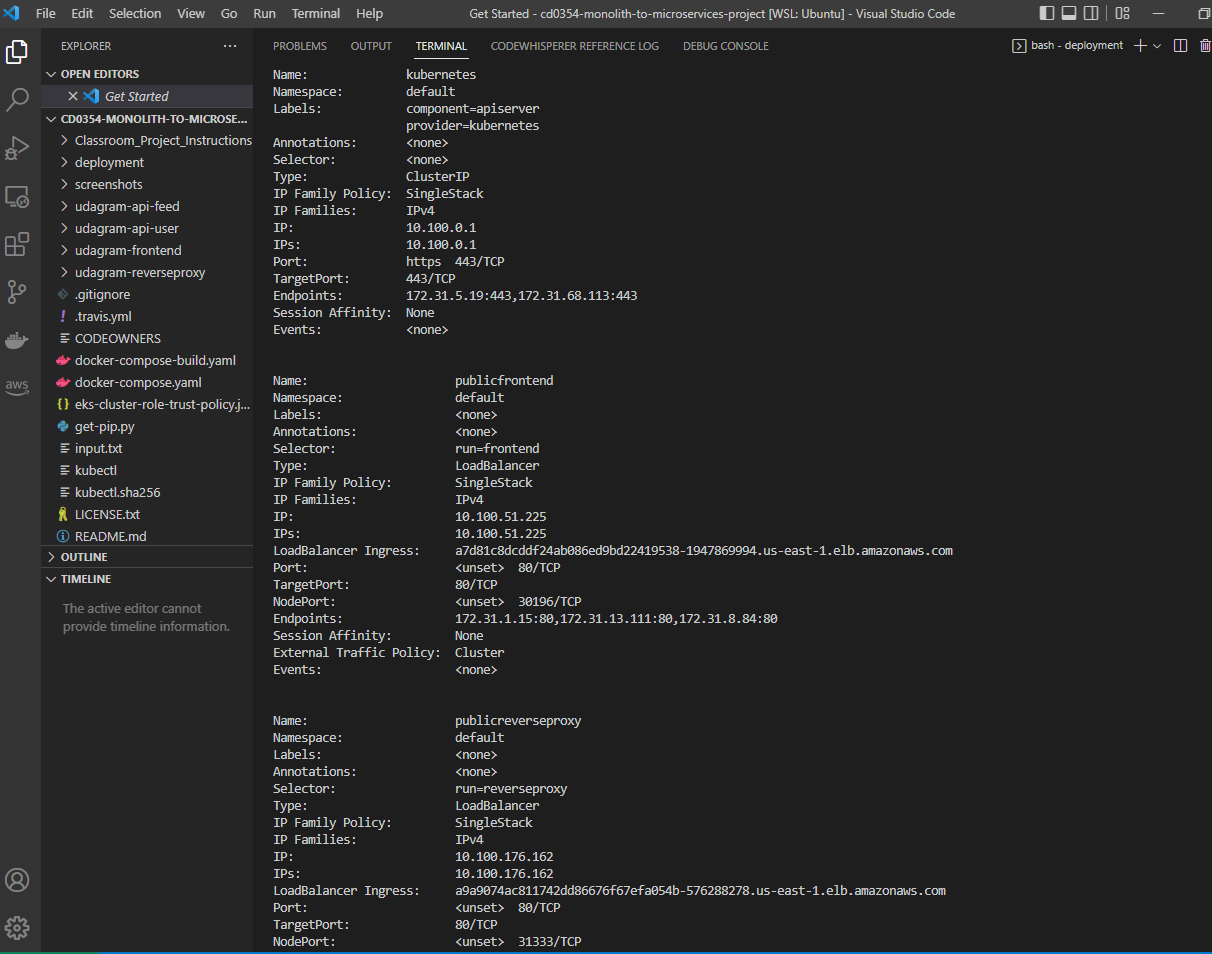 File Edit Selection View Go Run Terminal Help Get Started - cd0354-monolith-to-microservices-project [WSL: Ubuntu] - Visual Studio Code
EXPLORER ···
OPEN EDITORS
Get Started
CD0354-MONOLITH-TO-MICROSE...
Classroom_Project_Instructions
deployment
screenshots
udagram-api-feed
udagram-api-user
udagram-frontend
udagram-reverseproxy
.gitignore
.travis.yml
CODEOWNERS
docker-compose-build.yaml
docker-compose.yaml
eks-cluster-role-trust-policy.j...
get-pip.py
input.txt
kubectl
kubectl.sha256
LICENSE.txt
README.md
OUTLINE
TIMELINE
The active editor cannot
provide timeline information.
aws
PROBLEMS OUTPUT TERMINAL CODEWHISPERER REFERENCE LOG DEBUG CONSOLE bash - deployment
Name: kubernetes
Namespace: default
Labels: component=apiserver
provider=kubernetes
Annotations: <none>
Selector: <none>
Type: ClusterIP
IP Family Policy: SingleStack
IP Families: IPv4
IP: 10.100.0.1
IPs: 10.100.0.1
Port: https 443/TCP
TargetPort: 443/TCP
Endpoints: 172.31.5.19:443,172.31.68.113:443
Session Affinity: None
Events: <none>
Name: publicfrontend
Namespace: default
Labels: <none>
Annotations: <none>
Selector: run=frontend
Type: LoadBalancer
IP Family Policy: SingleStack
IP Families: IPv4
IP: 10.100.51.225
IPs: 10.100.51.225
LoadBalancer Ingress: a7d81c8dcddf24ab086ed9bd22419538-1947869994.us-east-1.elb.amazonaws.com
Port: <unset> 80/TCP
TargetPort: 80/TCP
NodePort: <unset> 30196/TCP
Endpoints: 172.31.1.15:80,172.31.13.111:80,172.31.8.84:80
Session Affinity: None
External Traffic Policy: Cluster
Events: <none>
Name: publicreverseproxy
Namespace: default
Labels: <none>
Annotations: <none>
Selector: run=reverseproxy
Type: LoadBalancer
IP Family Policy: SingleStack
IP Families: IPv4
IP: 10.100.176.162
IPs: 10.100.176.162
LoadBalancer Ingress: a9a9074ac811742dd86676f67efa054b-576288278.us-east-1.elb.amazonaws.com
Port: <unset> 80/TCP
TargetPort: 80/TCP
NodePort: <unset> 31333/TCP